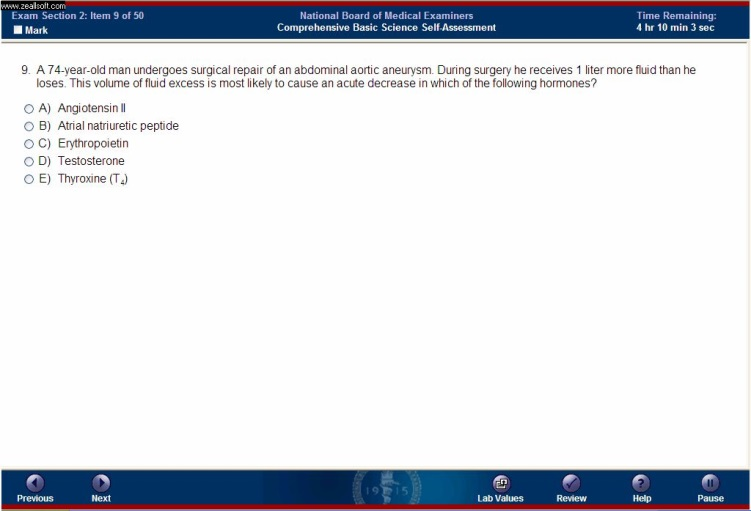 www.zeallsoft.com
Exam Section 2: Item 9 of 50
National Board of Medical Examiners
Time Remaining:
Mark
Comprehensive Basic Science Self-Assessment
4 hr 10 min 3 sec
9. A 74-year-old man undergoes surgical repair of an abdominal aortic aneurysm. During surgery he receives 1 liter more fluid than he
loses. This volume of fluid excess is most likely to cause an acute decrease in which of the following hormones?
A) Angiotensin II
B) Atrial natriuretic peptide
C) Erythropoietin
D) Testosterone
E) Thyroxine (T₄)
1915
Previous
Next
Lab Values
Review
Help
Pause